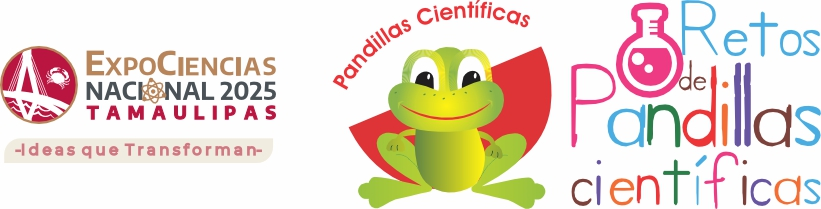 EXPOCIENCIAS
NACIONAL 2025
TAMAULIPAS
-Ideas que Transforman-
Pandillas Científicas
Retos
de
Pandillas
científicas